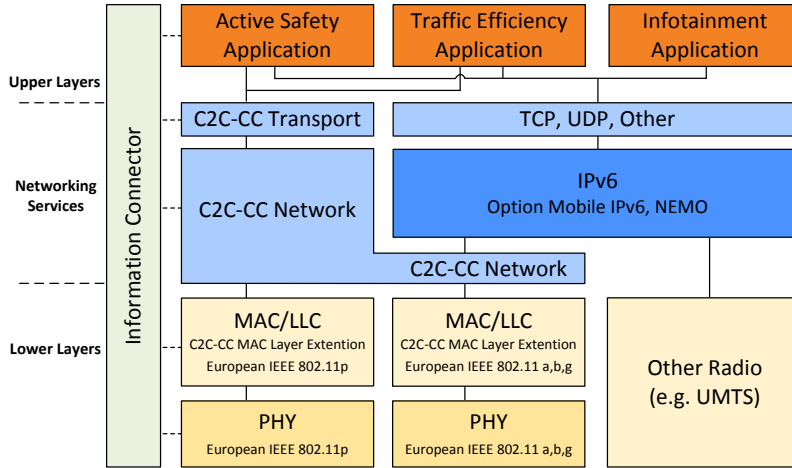 Active Safety
Application
Traffic Efficiency
Application
Infotainment
Application
Upper Layers
C2C-CC Transport
TCP, UDP, Other
Networking
Services
Information Connector
C2C-CC Network
IPv6
Option Mobile IPv6, NEMO
C2C-CC Network
Lower Layers
MAC/LLC
C2C-CC MAC Layer Extention
European IEEE 802.11p
MAC/LLC
C2C-CC MAC Layer Extention
European IEEE 802.11 a,b,g
Other Radio
(e.g. UMTS)
PHY
European IEEE 802.11p
PHY
European IEEE 802.11 a,b,g